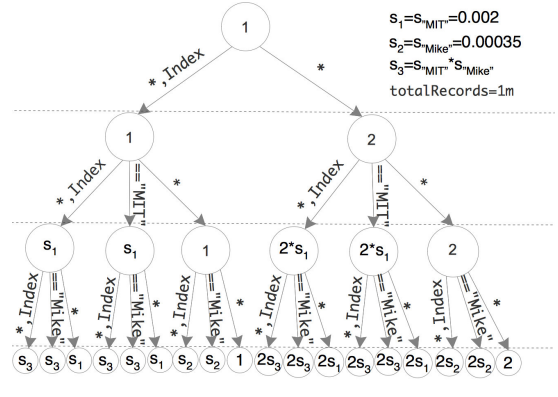 s₁=s"MIT"=0.002
s₂=s"Mike"=0.00035
s₃=s"MIT"*s"Mike"
totalRecords=1m
1
*,Index
*
1
2
*,Index
=="MIT"
*
*,Index
=="MIT"
*
s₁
s₁
1
2*s₁
2*s₁
2
*,Index
=="Mike"
*
*,Index
=="Mike"
*
*,Index
=="Mike"
*
*,Index
=="Mike"
*
*,Index
=="Mike"
*
*,Index
=="Mike"
*
s₃ s₃ s₁ s₃ s₃ s₁ s₂ s₂ 1 2s₃ 2s₃ 2s₁ 2s₃ 2s₃ 2s₁ 2s₂ 2s₂ 2